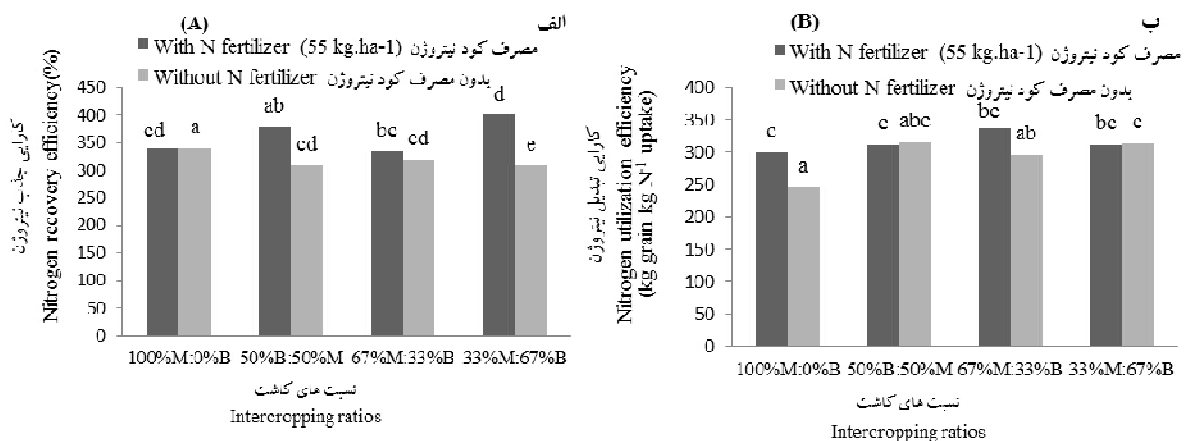 (A) الف
With N fertilizer (55 kg.ha-1) مصرف کود نیتروژن
Without N fertilizer بدون مصرف کود نیتروژن
کارایی جذب نیتروژن
Nitrogen recovery efficiency(%)
450
400
350
300
250
200
150
100
50
0
cd a ab cd bc cd d e
100%M:0%B 50%B:50%M 67%M:33%B 33%M:67%B
نسبت های کاشت
Intercropping ratios
(B) ب
With N fertilizer (55 kg.ha-1) مصرف کود نیتروژن
Without N fertilizer بدون مصرف کود نیتروژن
کارایی تبدیل نیتروژن
Nitrogen utilization efficiency
(kg grain kg N-1 uptake)
400
350
300
250
200
150
100
50
0
c a c abc bc ab bc c
100%M:0%B 50%B:50%M 67%M:33%B 33%M:67%B
نسبت های کاشت
Intercropping ratios